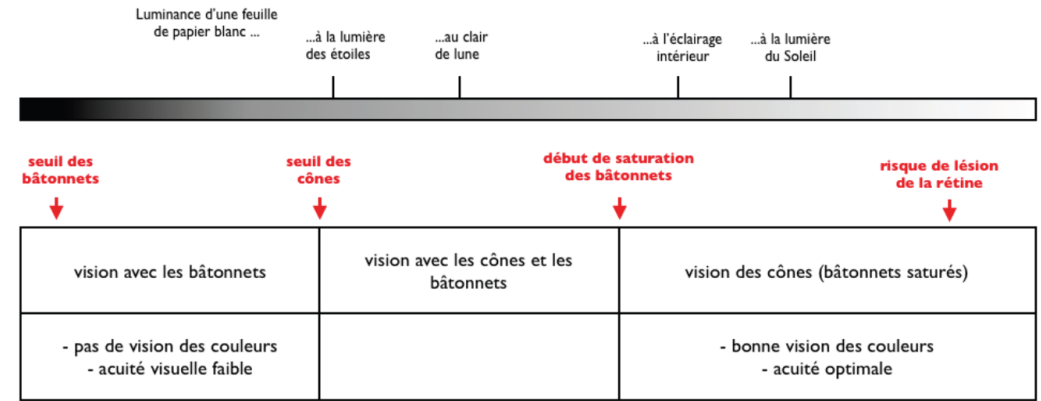 Luminance d'une feuille
de papier blanc ...
...à la lumière
des étoiles
...au clair
de lune
...à l'éclairage
intérieur
...à la lumière
du Soleil
seuil des
bâtonnets
seuil des
cônes
début de saturation
des bâtonnets
risque de lésion
de la rétine
vision avec les bâtonnets
vision avec les cônes et les
bâtonnets
vision des cônes (bâtonnets saturés)
- pas de vision des couleurs
- acuité visuelle faible
- bonne vision des couleurs
- acuité optimale